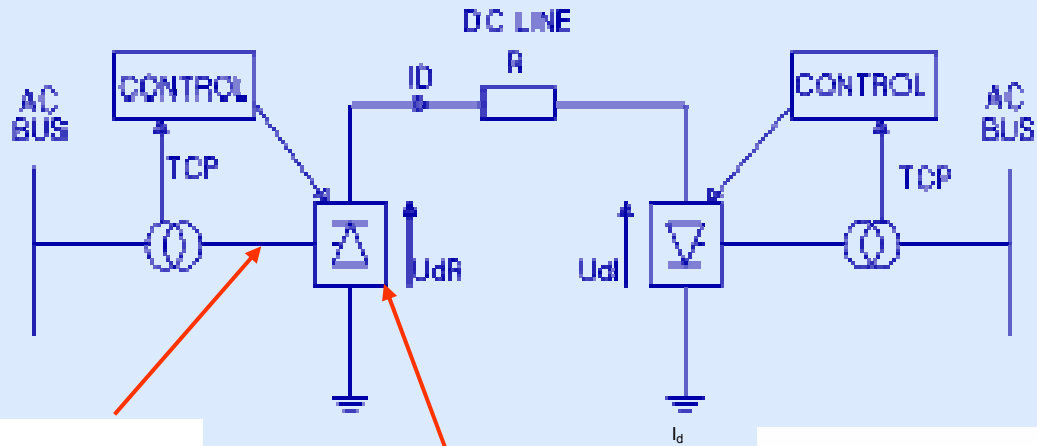 DC LINE
R
ID
CONTROL
CONTROL
AC
BUS
AC
BUS
TCP
TCP
UdR
UdI
Id